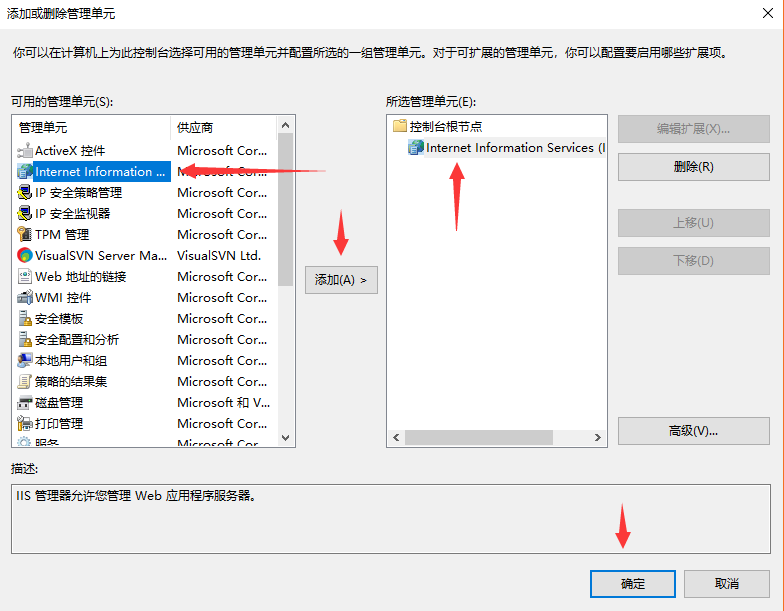 添加或删除管理单元
你可以在计算机上为此控制台选择可用的管理单元并配置所选的一组管理单元。对于可扩展的管理单元，你可以配置要启用哪些扩展项。
可用的管理单元(S):
管理单元 供应商
ActiveX 控件 Microsoft Cor...
Internet Information ... Microsoft Cor...
IP 安全策略管理 Microsoft Cor...
IP 安全监视器 Microsoft Cor...
TPM 管理 Microsoft Cor...
VisualSVN Server Ma... VisualSVN Ltd.
Web 地址的链接 Microsoft Cor...
WMI 控件 Microsoft Cor...
安全模板 Microsoft Cor...
安全配置和分析 Microsoft Cor...
本地用户和组 Microsoft Cor...
策略的结果集 Microsoft Cor...
磁盘管理 Microsoft 和 V...
打印管理 Microsoft Cor...
服务 Microsoft Cor
添加(A) >
所选管理单元(E):
控制台根节点
Internet Information Services (I
编辑扩展(X)...
删除(R)
上移(U)
下移(D)
高级(V)...
描述:
IIS 管理器允许您管理 Web 应用程序服务器。
确定 取消